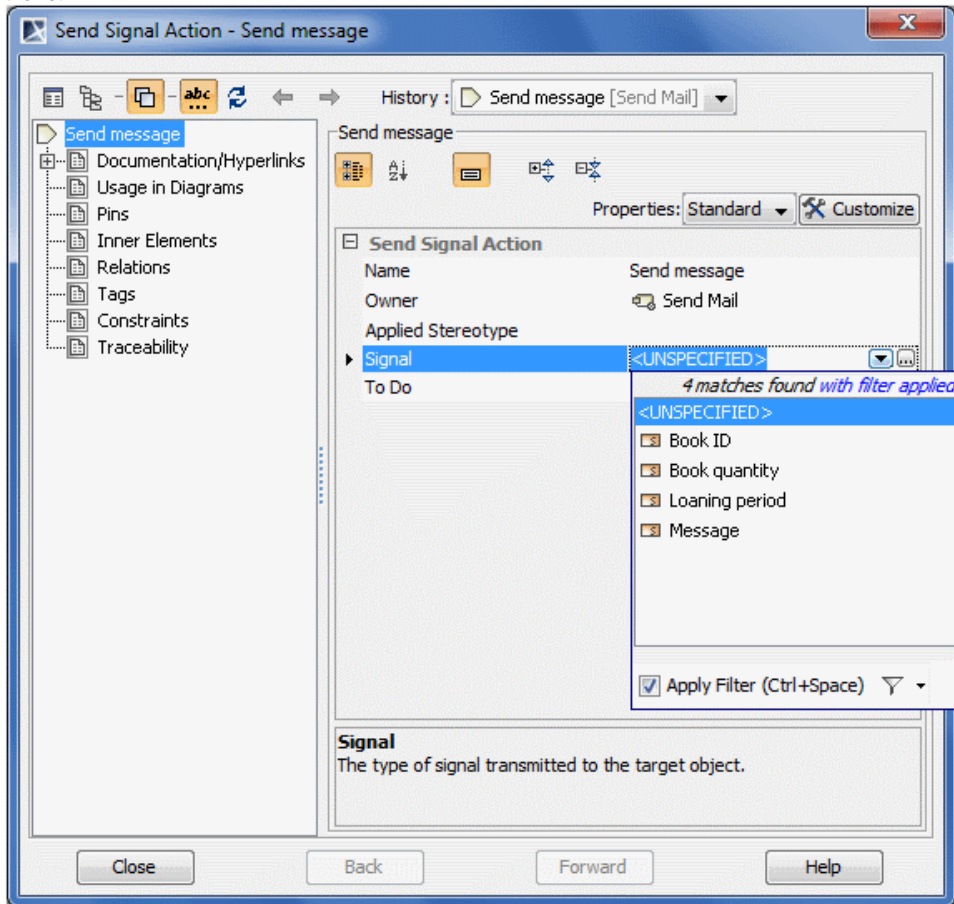 Send Signal Action - Send message
abc
History : Send message [Send Mail]
Send message
Documentation/Hyperlinks
Usage in Diagrams
Pins
Inner Elements
Relations
Tags
Constraints
Traceability
Send message
Properties: Standard Customize
Send Signal Action
Name Send message
Owner Send Mail
Applied Stereotype
Signal <UNSPECIFIED>
To Do
4 matches found with filter applied
<UNSPECIFIED>
Book ID
Book quantity
Loaning period
Message
Apply Filter (Ctrl+Space)
Signal
The type of signal transmitted to the target object.
Close Back Forward Help